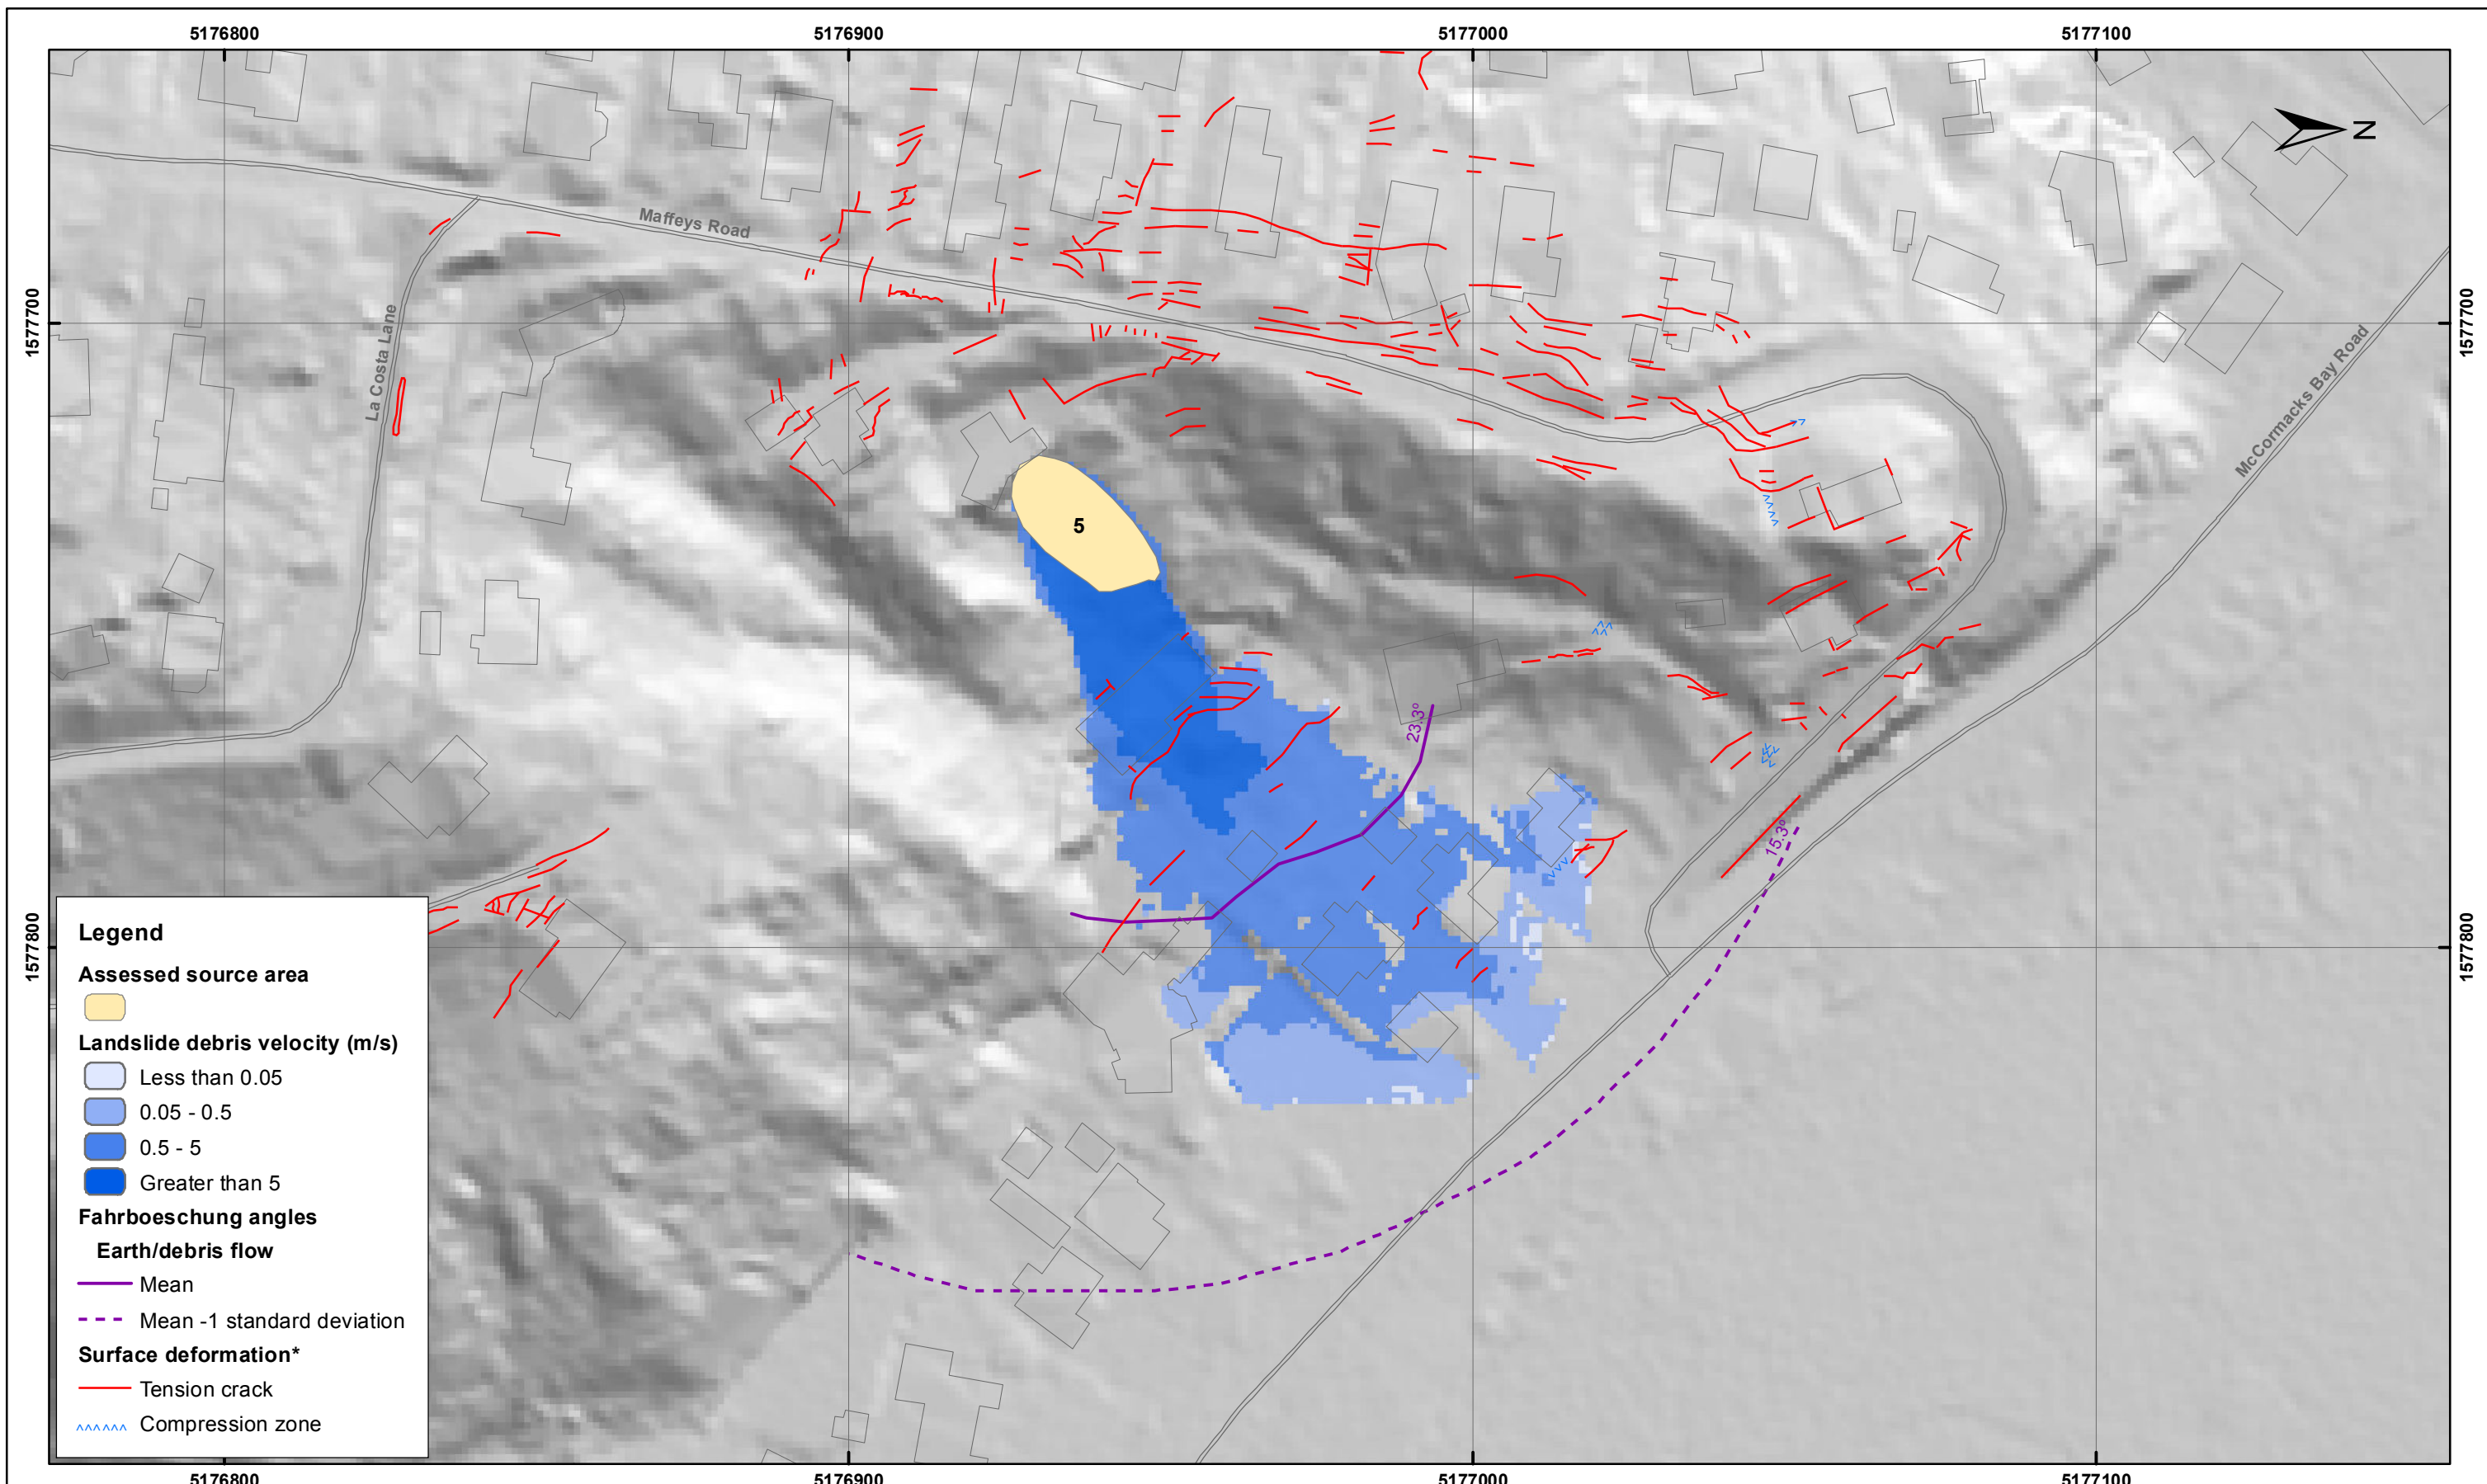 5176800
5176900
5177000
5177100
N
Maffeys Road
La Costa Lane
McCormacks Bay Road
1577700
1577700
5
23.3°
15.3°
1577800
1577800
Legend
Assessed source area
Landslide debris velocity (m/s)
Less than 0.05
0.05 - 0.5
0.5 - 5
Greater than 5
Fahrboeschung angles
Earth/debris flow
Mean
Mean -1 standard deviation
Surface deformation*
Tension crack
Compression zone
5176800
5176900
5177000
5177100